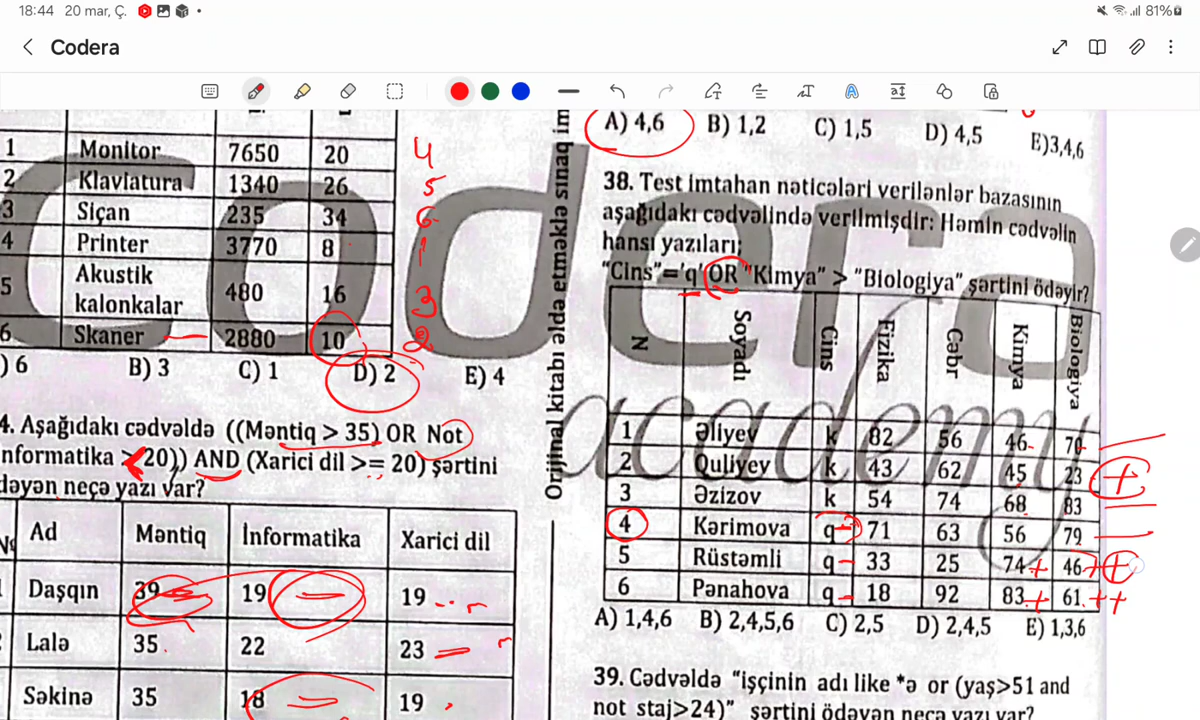 18:44 20 mar, Ç. 81%
Codera
1 Monitor 7650 20
2 Klaviatura 1340 26
3 Siçan 235 34
4 Printer 3770 8
5 Akustik kalonkalar 480 16
6 Skaner 2880 10
4
5
6
1
3
2
) 6 B) 3 C) 1 D) 2 E) 4
4. Aşağıdakı cədvəldə ((Məntiq > 35) OR Not
nformatika < 20)) AND (Xarici dil >= 20) şərtini
dəyən neçə yazı var?
Ad Məntiq İnformatika Xarici dil
Daşqın 39 19 19
Lalə 35 22 23
Səkinə 35 18 19
Orijinal kitabı əldə etməklə sınaq im
A) 4,6 B) 1,2 C) 1,5 D) 4,5 E)3,4,6
38. Test imtahan nəticələri verilənlər bazasının
aşağıdakı cədvəlində verilmişdir: Həmin cədvəlin
hansı yazıları;
"Cins"='q' OR "Kimya" > "Biologiya" şərtini ödəyir?
N Soyadı Cins Fizika Cəbr Kimya Biologiya
1 Əliyev k 82 56 46 70
2 Quliyev k 43 62 45 23 +
3 Əzizov k 54 74 68 83
4 Kərimova q 71 63 56 79
5 Rüstəmli q 33 25 74 + 46 + +
6 Pənahova q 18 92 83 + 61 + +
A) 1,4,6 B) 2,4,5,6 C) 2,5 D) 2,4,5 E) 1,3,6
39. Cədvəldə "işçinin adı like *ə or (yaş>51 and
not staj>24)" şərtini ödəyən neçə yazı var?
Codera
academy